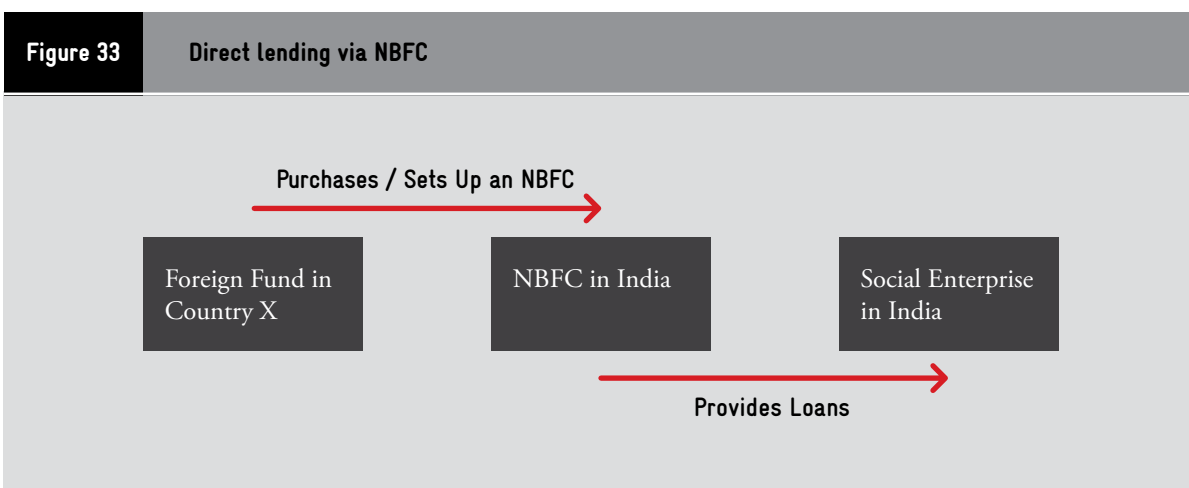 Figure 33
Direct lending via NBFC
Purchases / Sets Up an NBFC
Foreign Fund in
Country X
NBFC in India
Social Enterprise
in India
Provides Loans